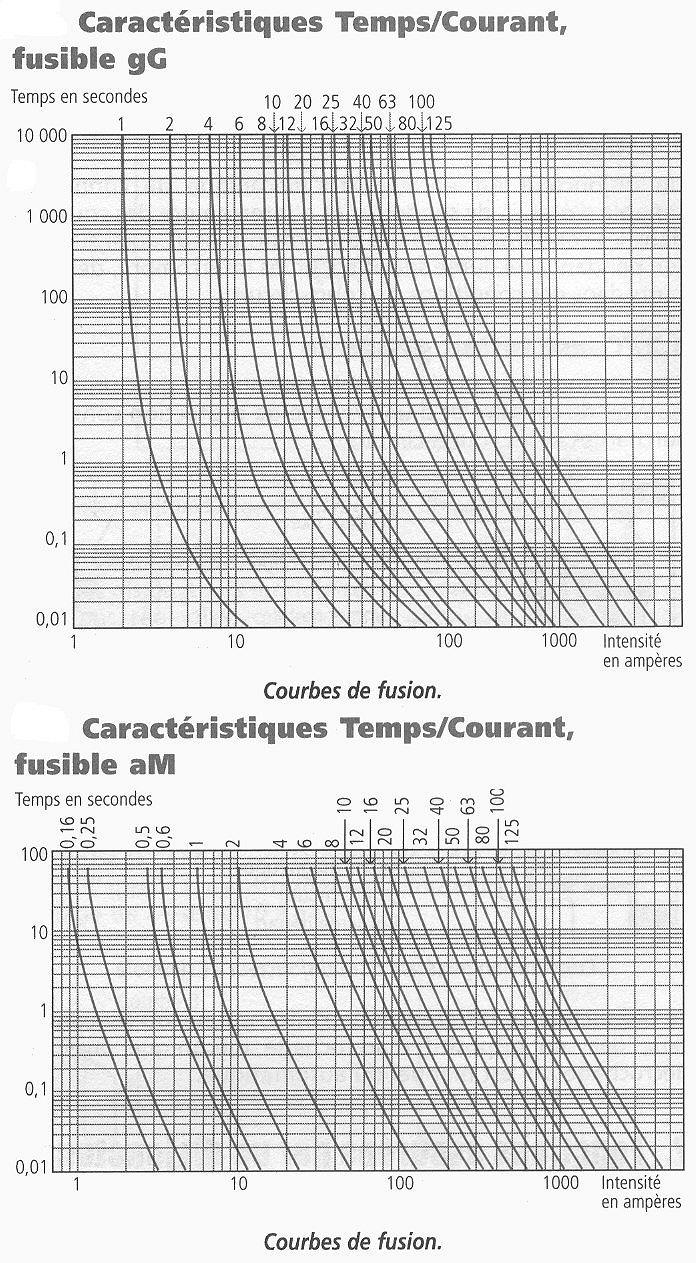 Caractéristiques Temps/Courant,
fusible gG
Temps en secondes
10 20 25 40 63 100
1 2 4 6 8 12 16 32 50 80 125
10 000
1 000
100
10
1
0,1
0,01
1 10 100 1000 Intensité
en ampères
Courbes de fusion.
Caractéristiques Temps/Courant,
fusible aM
Temps en secondes
0,16 0,25 0,5 0,6 1 2 4 6 8 10 12 16 20 25 32 40 50 63 80 100 125
100
10
1
0,1
0,01
1 10 100 1000 Intensité
en ampères
Courbes de fusion.